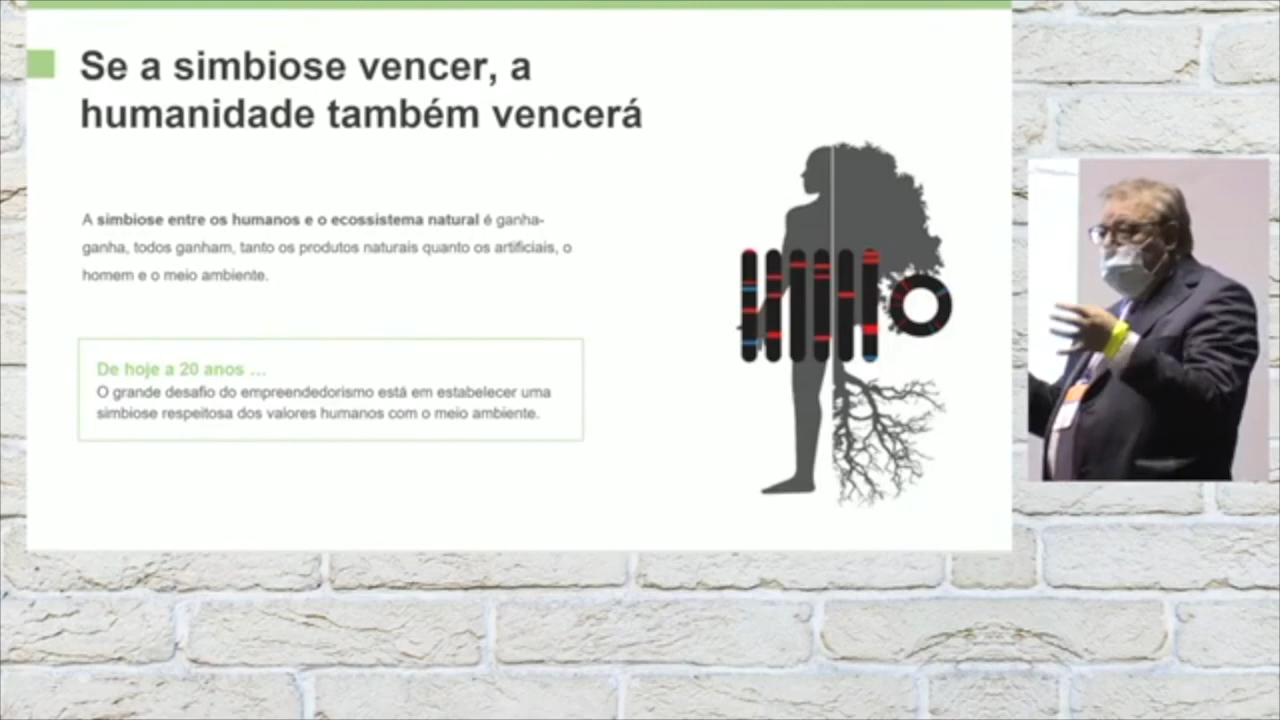 Se a simbiose vencer, a
humanidade também vencerá
A simbiose entre os humanos e o ecossistema natural é ganha-
ganha, todos ganham, tanto os produtos naturais quanto os artificiais, o
homem e o meio ambiente.
De hoje a 20 anos ...
O grande desafio do empreendedorismo está em estabelecer uma
simbiose respeitosa dos valores humanos com o meio ambiente.